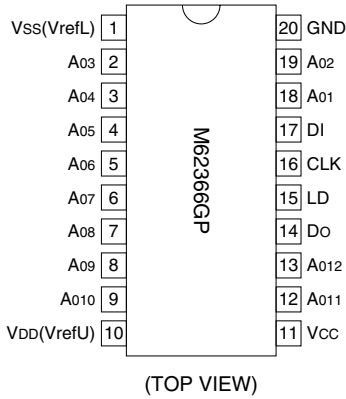 Vss(VrefL) 1 20 GND
A03 2 19 A02
A04 3 18 A01
A05 4 17 DI
A06 5 16 CLK
A07 6 15 LD
A08 7 14 Do
A09 8 13 A012
A010 9 12 A011
VDD(VrefU) 10 11 Vcc
M62366GP
(TOP VIEW)